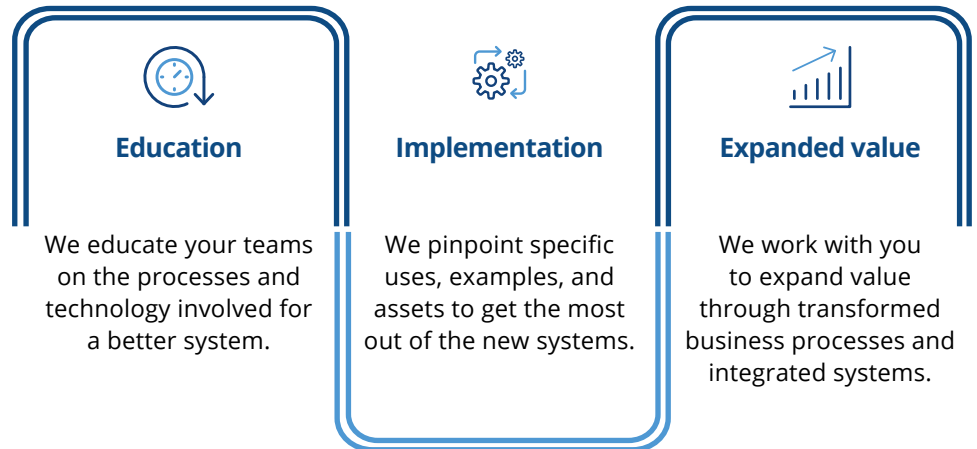 Education
We educate your teams
on the processes and
technology involved for
a better system.
Implementation
We pinpoint specific
uses, examples, and
assets to get the most
out of the new systems.
Expanded value
We work with you
to expand value
through transformed
business processes and
integrated systems.